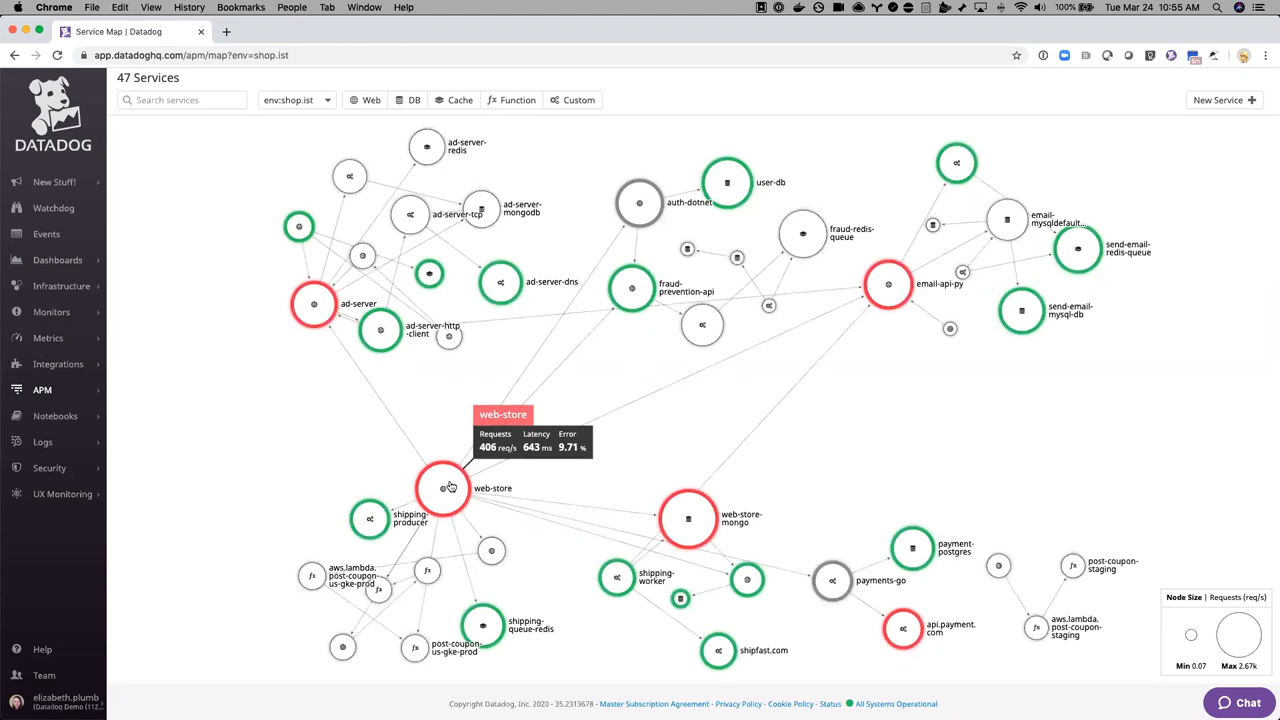 Chrome File Edit View History Bookmarks People Tab Window Help
100%
Tue Mar 24 10:55 AM
Service Map | Datadog
app.datadoghq.com/apm/map?env=shop.ist
DATADOG
New Stuff!
Watchdog
Events
Dashboards
Infrastructure
Monitors
Metrics
Integrations
APM
Notebooks
Logs
Security
UX Monitoring
Help
Team
elizabeth.plumb
47 Services
Search services
env:shop.ist
Web
DB
Cache
Function
Custom
New Service
ad-server-
redis
ad-server-tcp
ad-server-
mongodb
ad-server-dns
ad-server
ad-server-http
-client
auth-dotnet
user-db
fraud-
prevention-api
fraud-redis-
queue
email-api-py
email-
mysqldefault...
send-email-
redis-queue
send-email-
mysql-db
web-store
Requests Latency Error
406 req/s 643 ms 9.71 %
web-store
shipping-
producer
aws.lambda.
post-coupon-
us-gke-prod
post-coupon-
us-gke-prod
shipping-
queue-redis
web-store-
mongo
shipping-
worker
shipfast.com
payments-go
payment-
postgres
api.payment.
com
post-coupon-
staging
aws.lambda.
post-coupon-
staging
Node Size | Requests (req/s)
Min 0.07 Max 2.67k
Copyright Datadog, Inc. 2020 - 35.2313678 - Master Subscription Agreement - Privacy Policy - Cookie Policy - Status All Systems Operational
Chat